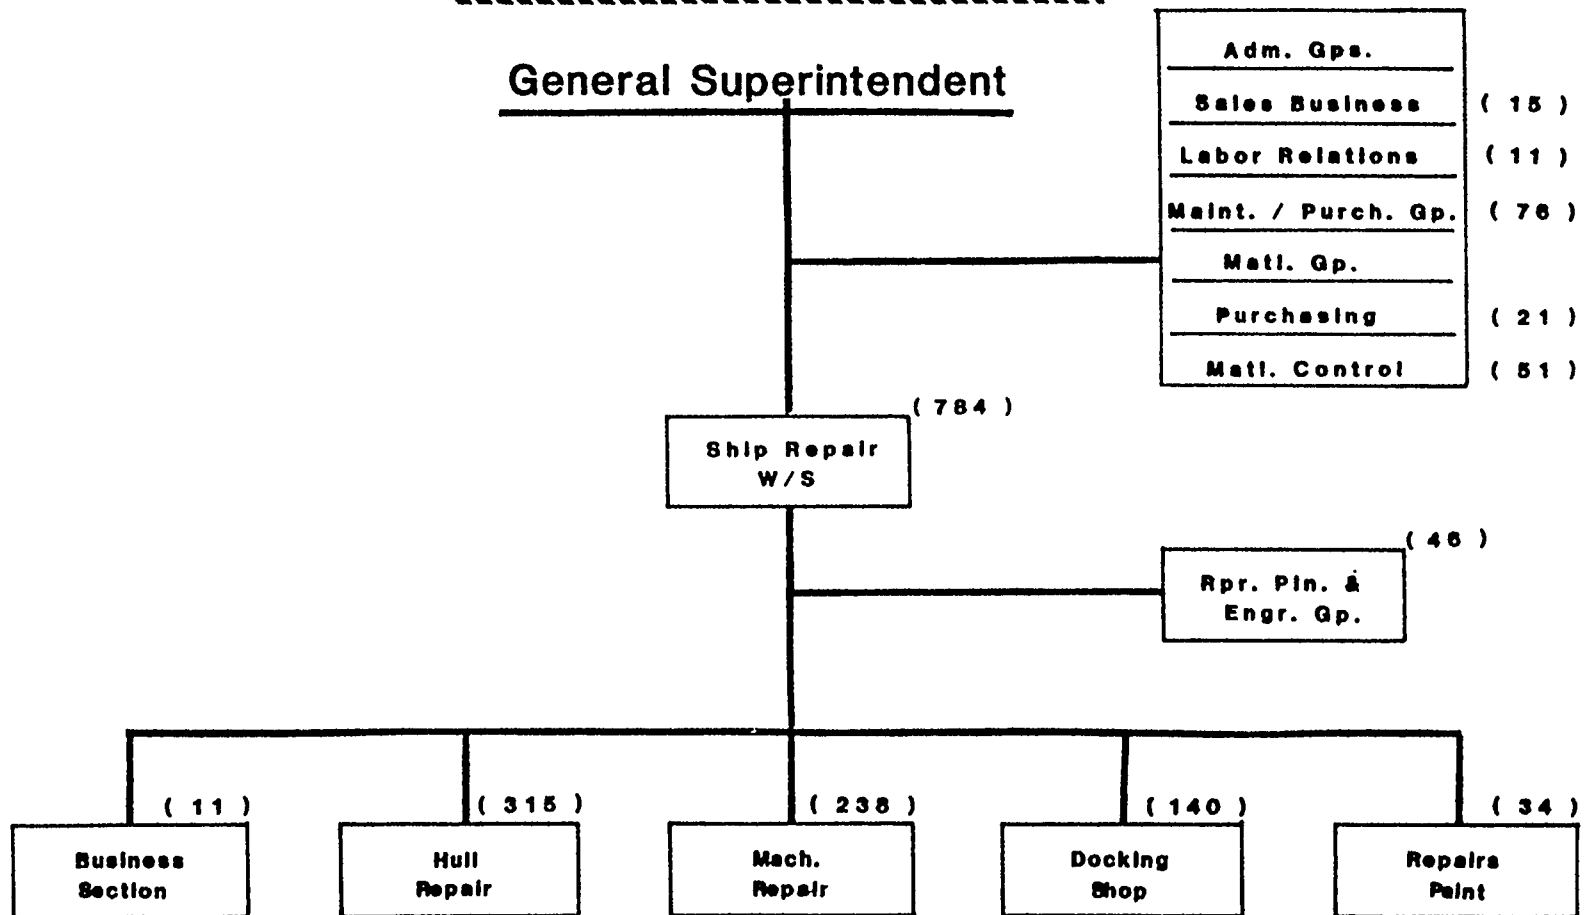 General Superintendent
Adm. Gps.
Sales Business ( 15 )
Labor Relations ( 11 )
Maint. / Purch. Gp. ( 76 )
Matl. Gp.
Purchasing ( 21 )
Matl. Control ( 51 )
( 784 )
Ship Repair
W/S
( 46 )
Rpr. Pln. &
Engr. Gp.
( 11 )
Business
Section
( 315 )
Hull
Repair
( 238 )
Mach.
Repair
( 140 )
Docking
Shop
( 34 )
Repairs
Paint